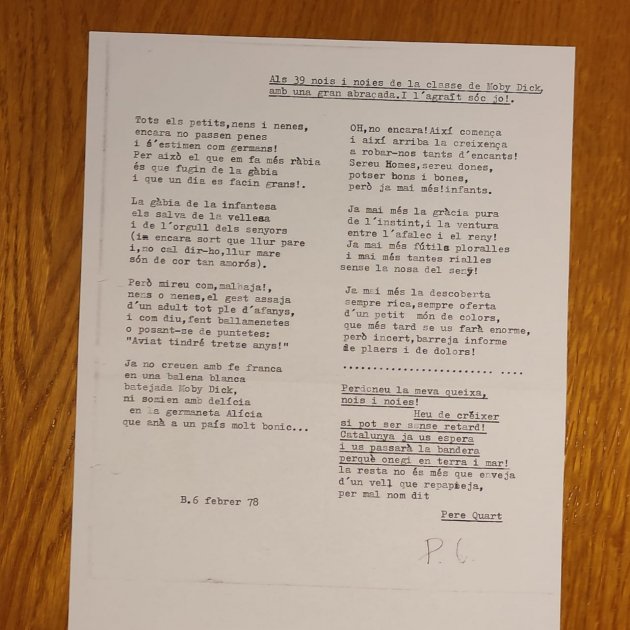 Als 39 nois i noies de la classe de Moby Dick,
amb una gran abraçada.I l´agraït sóc jo!.
Tots els petits,nens i nenes,
encara no passen penes
i s´estimen com germans!
Per això el que em fa més ràbia
és que fugin de la gàbia
i que un dia es facin grans!.
La gàbia de la infantesa
els salva de la vellesa
i de l´orgull dels senyors
(in encara sort que llur pare
i,no cal dir-ho,llur mare
són de cor tan amorós).
Però mireu com,malhaja!,
nens o nenes,el gest assaja
d´un adult tot ple d´afanys,
i com diu,fent ballamenetes
o posant-se de puntetes:
"Aviat tindré tretze anys!"
Ja no creuen amb fe franca
en una balena blanca
batejada Moby Dick,
ni somien amb delícia
en la germaneta Alícia
que anà a un país molt bonic...
B.6 febrer 78
OH,no encara!Així comença
i així arriba la creixença
a robar-nos tants d´encants!
Sereu Homes,sereu dones,
potser bons i bones,
però ja mai més!infants.
Ja mai més la gràcia pura
de l´instint,i la ventura
entre l´afalec i el reny!
Ja mai més fútils ploralles
i mai més tantes rialles
sense la nosa del seny!
Ja mai més la descoberta
sempre rica,sempre oferta
d´un petit món de colors,
que més tard se us farà enorme,
però incert,barreja informe
de plaers i de dolors!
........................ ....
Perdoneu la meva queixa,
nois i noies!
Heu de créixer
si pot ser sense retard!
Catalunya ja us espera
i us passarà la bandera
perquè onegi en terra i mar!
la resta no és més que enveja
d´un vell que repapieja,
per mal nom dit
Pere Quart